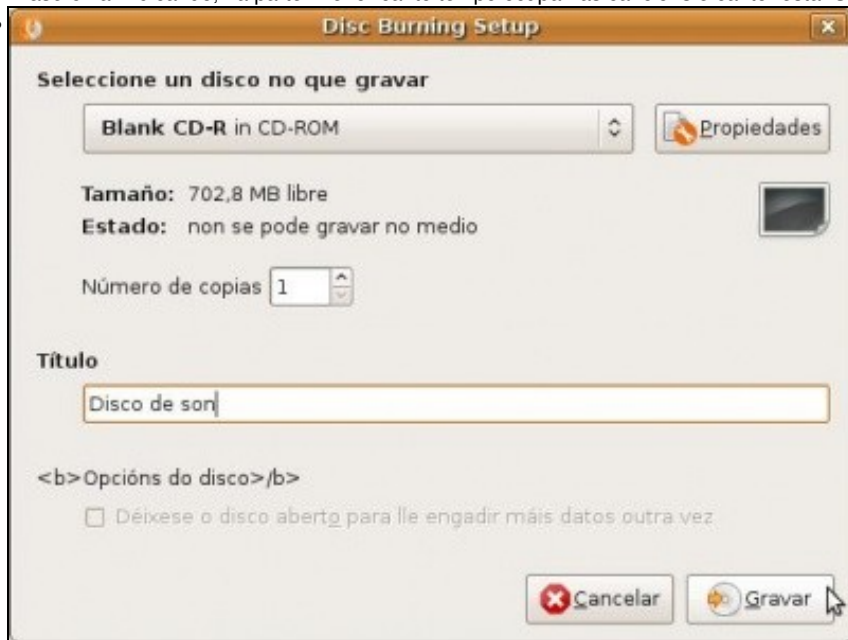 Disc Burning Setup
Seleccione un disco no que gravar
Blank CD-R in CD-ROM
Propiedades
Tamaño: 702,8 MB libre
Estado: non se pode gravar no medio
Número de copias 1
Título
Disco de son
<b>Opcións do disco>/b>
Déixese o disco aberto para lle engadir máis datos outra vez
Cancelar
Gravar